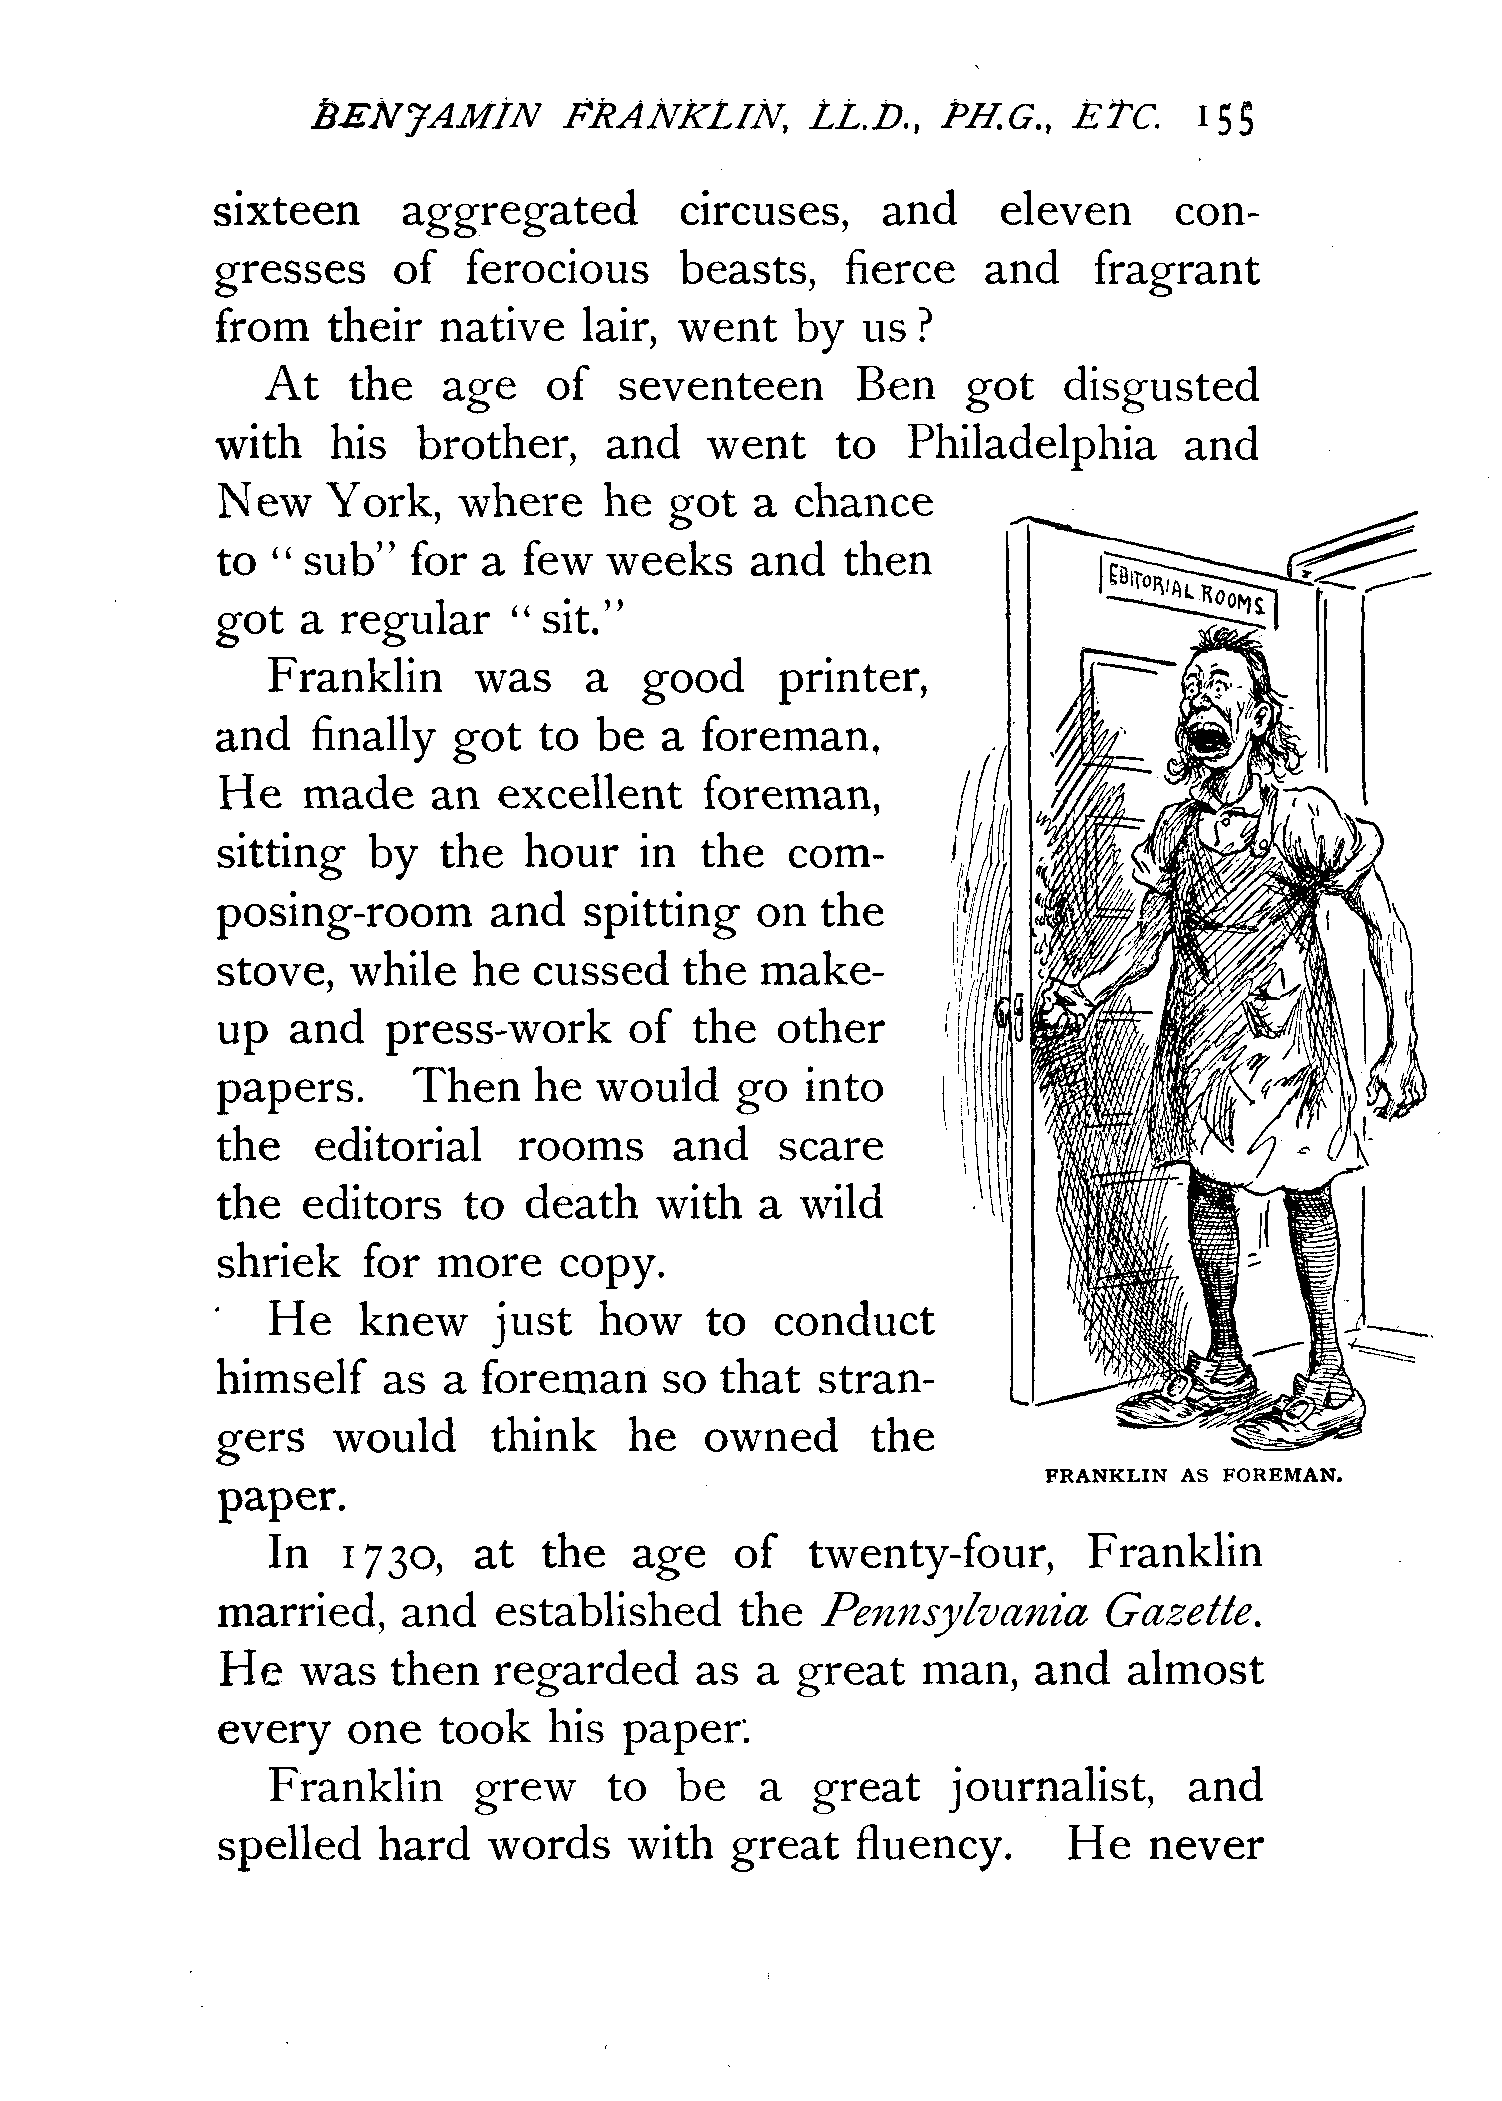 BENJAMIN FRANKLIN, LL.D., PH.G., ETC. 155
sixteen aggregated circuses, and eleven con-
gresses of ferocious beasts, fierce and fragrant
from their native lair, went by us?
At the age of seventeen Ben got disgusted
with his brother, and went to Philadelphia and
New York, where he got a chance
to "sub" for a few weeks and then
got a regular "sit."
Franklin was a good printer,
and finally got to be a foreman.
He made an excellent foreman,
sitting by the hour in the com-
posing-room and spitting on the
stove, while he cussed the make-
up and press-work of the other
papers. Then he would go into
the editorial rooms and scare
the editors to death with a wild
shriek for more copy.
He knew just how to conduct
himself as a foreman so that stran-
gers would think he owned the
paper.
EDITORIAL ROOMS
FRANKLIN AS FOREMAN.
In 1730, at the age of twenty-four, Franklin
married, and established the Pennsylvania Gazette.
He was then regarded as a great man, and almost
every one took his paper.
Franklin grew to be a great journalist, and
spelled hard words with great fluency. He never